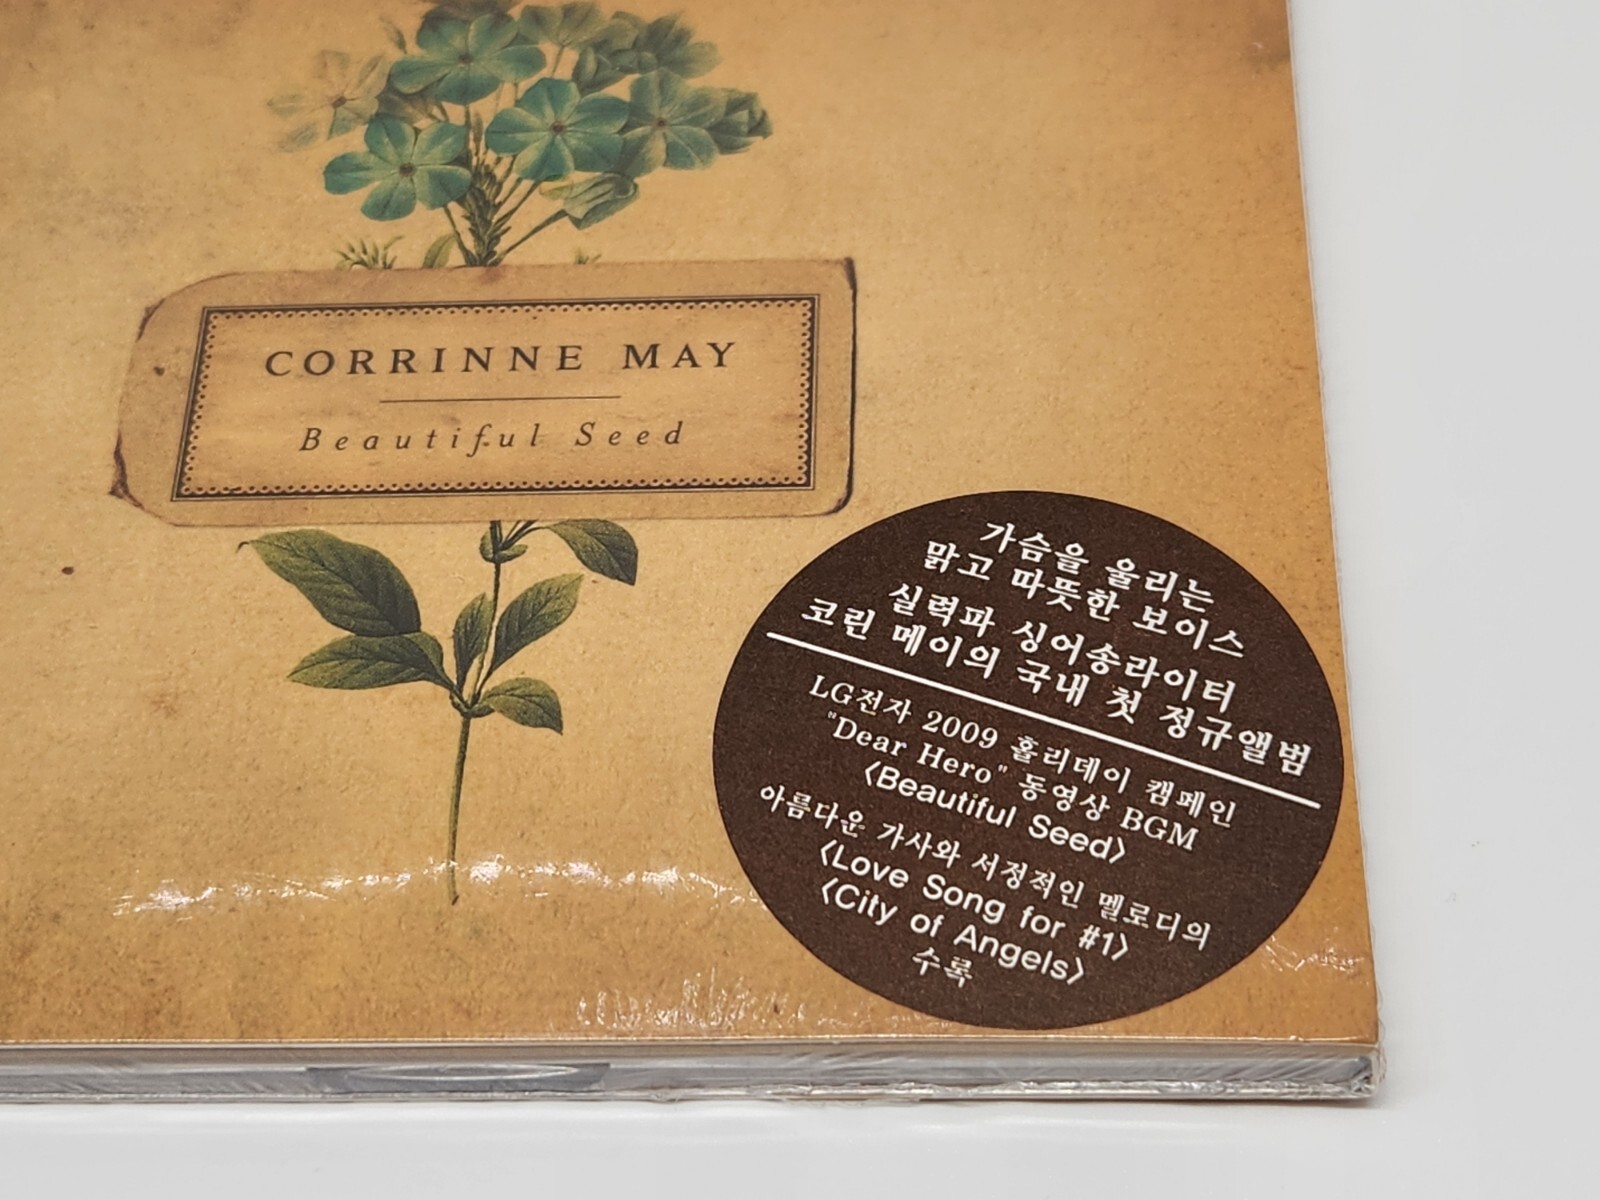 CORRINNE MAY
Beautiful Seed
가슴을 울리는
맑고 따뜻한 보이스
실력파 싱어송라이터
코린 메이의 국내 첫 정규앨범
LG전자 2009 홀리데이 캠페인
"Dear Hero" 동영상 BGM
〈Beautiful Seed〉
아름다운 가사와 서정적인 멜로디의
〈Love Song for #1〉
〈City of Angels〉
수록